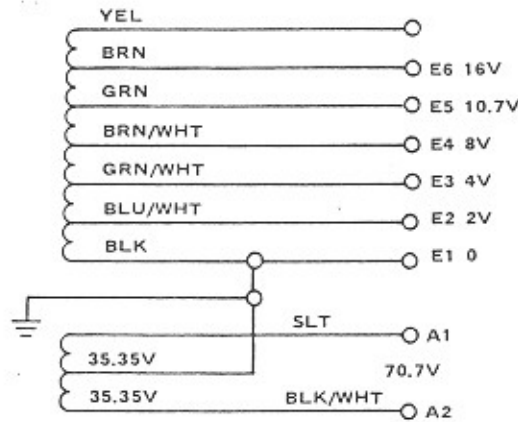 YEL
BRN
E6 16V
GRN
E5 10.7V
BRN/WHT
E4 8V
GRN/WHT
E3 4V
BLU/WHT
E2 2V
BLK
E1 0
SLT
A1
35.35V
70.7V
35.35V
BLK/WHT
A2